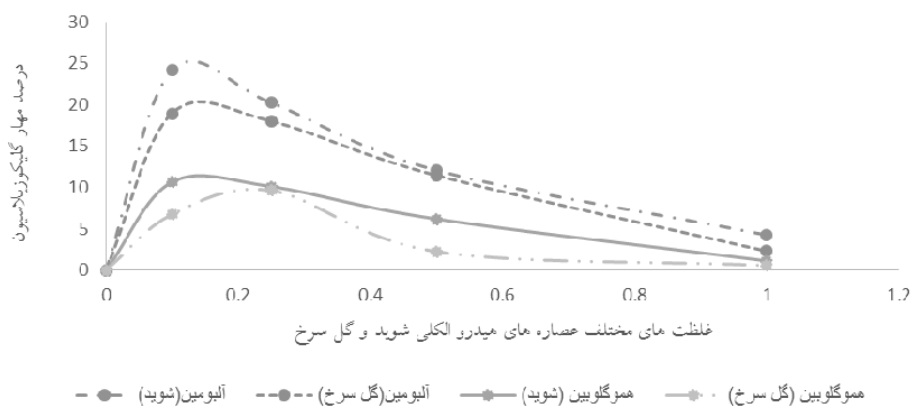 30
25
20
15
10
5
0
درصد مهار گلیکوزیلاسیون
0 0.2 0.4 0.6 0.8 1 1.2
غلظت های مختلف عصاره های هیدرو الکلی شوید و گل سرخ
آلبومین(شوید) آلبومین(گل سرخ) هموگلوبین (شوید) هموگلوبین (گل سرخ)